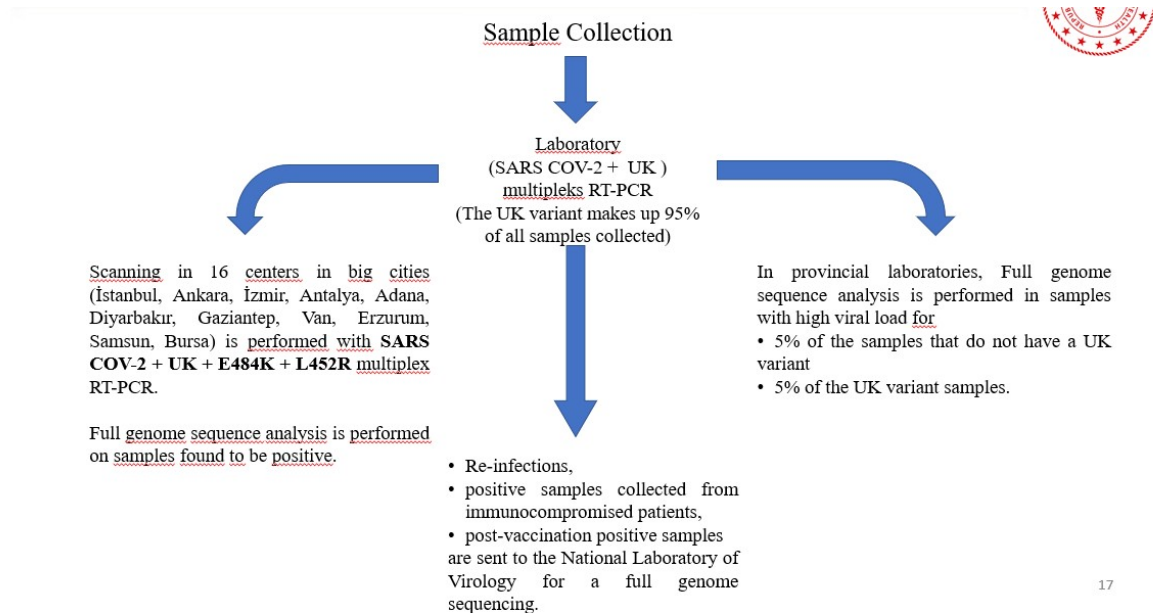 Sample Collection
Laboratory
(SARS COV-2 + UK )
multipleks RT-PCR
(The UK variant makes up 95%
of all samples collected)
Scanning in 16 centers in big cities
(İstanbul, Ankara, İzmir, Antalya, Adana,
Diyarbakır, Gaziantep, Van, Erzurum,
Samsun, Bursa) is performed with SARS
COV-2 + UK + E484K + L452R multiplex
RT-PCR.
Full genome sequence analysis is performed
on samples found to be positive.
• Re-infections,
• positive samples collected from
immunocompromised patients,
• post-vaccination positive samples
are sent to the National Laboratory of
Virology for a full genome
sequencing.
In provincial laboratories, Full genome
sequence analysis is performed in samples
with high viral load for
• 5% of the samples that do not have a UK
variant
• 5% of the UK variant samples.
17